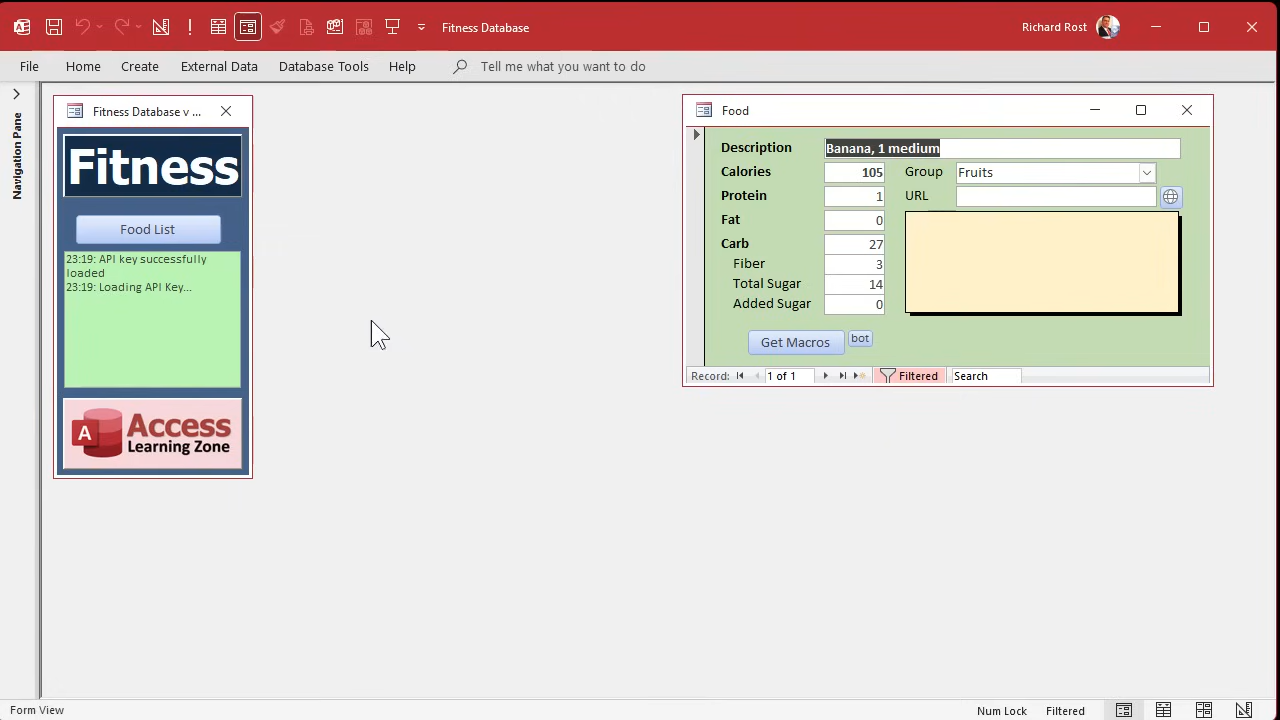 Fitness Database
Richard Rost
File
Home
Create
External Data
Database Tools
Help
Tell me what you want to do
Navigation Pane
Fitness Database v ...
Fitness
Food List
23:19: API key successfully
loaded
23:19: Loading API Key...
A
Access
Learning Zone
Food
Description
Banana, 1 medium
Calories
105
Group
Fruits
Protein
1
URL
Fat
0
Carb
27
Fiber
3
Total Sugar
14
Added Sugar
0
Get Macros
bot
Record:
1 of 1
Filtered
Search
Form View
Num Lock
Filtered